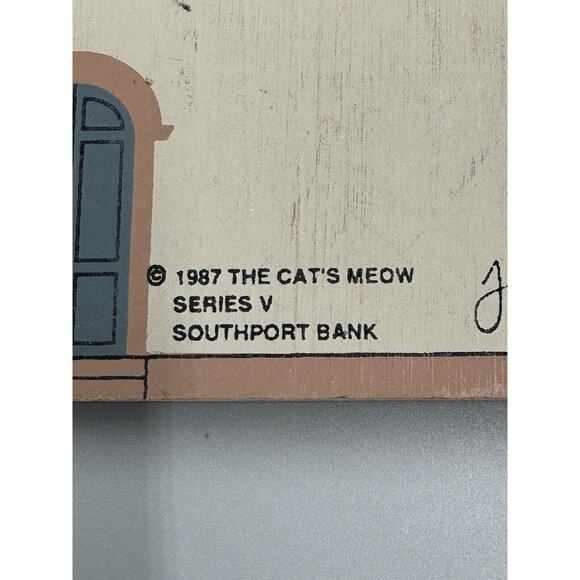 © 1987 THE CAT'S MEOW
SERIES V
SOUTHPORT BANK